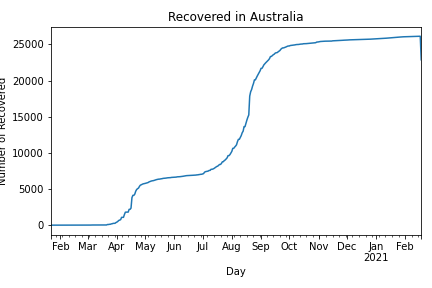 Recovered in Australia
Number of Recovered
25000
20000
15000
10000
5000
0
Feb Mar Apr May Jun Jul Aug Sep Oct Nov Dec Jan Feb
2021
Day